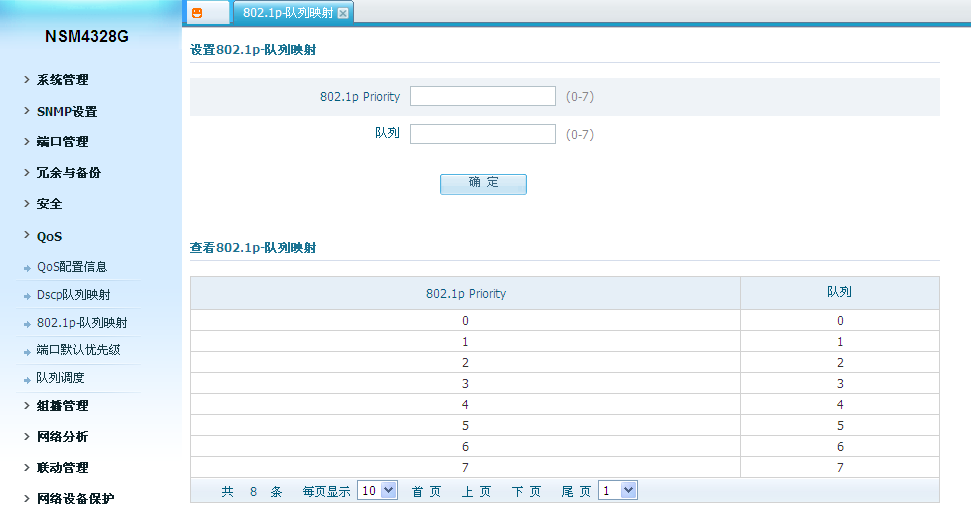 802.1p-队列映射
NSM4328G
系统管理
SNMP设置
端口管理
冗余与备份
安全
QoS
QoS配置信息
Dscp队列映射
802.1p-队列映射
端口默认优先级
队列调度
组播管理
网络分析
联动管理
网络设备保护
设置802.1p-队列映射
802.1p Priority (0-7)
队列 (0-7)
确 定
查看802.1p-队列映射
802.1p Priority 队列
0 0
1 1
2 2
3 3
4 4
5 5
6 6
7 7
共 8 条 每页显示 10 首 页 上 页 下 页 尾 页 1